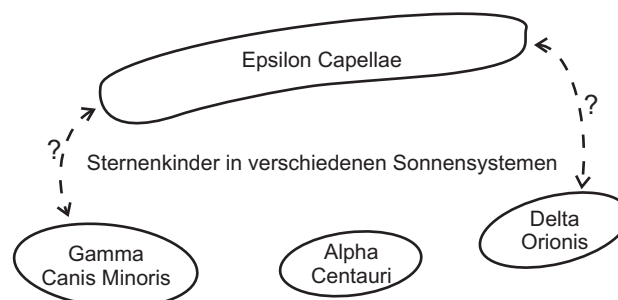 Epsilon Capellae
?
?
Sternenkinder in verschiedenen Sonnensystemen
Gamma
Canis Minoris
Alpha
Centauri
Delta
Orionis